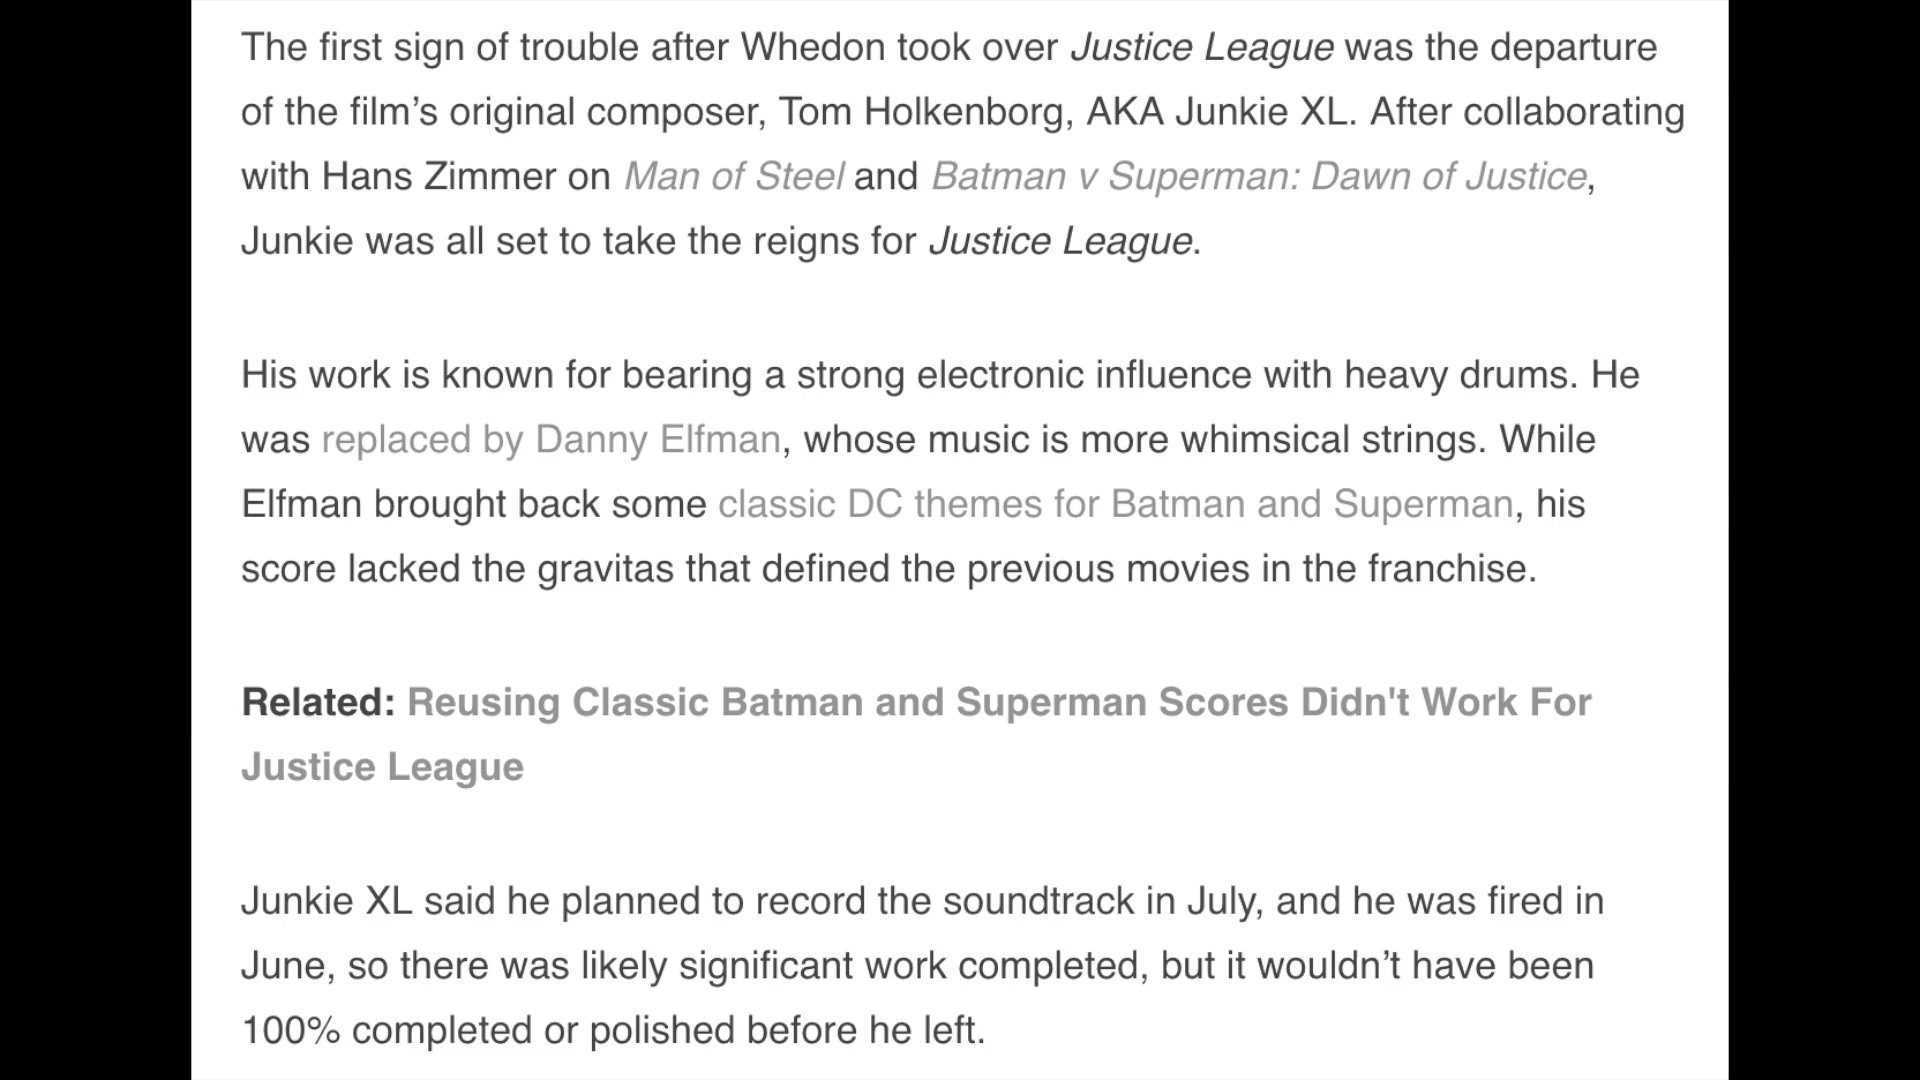 The first sign of trouble after Whedon took over Justice League was the departure
of the film’s original composer, Tom Holkenborg, AKA Junkie XL. After collaborating
with Hans Zimmer on Man of Steel and Batman v Superman: Dawn of Justice,
Junkie was all set to take the reigns for Justice League.
His work is known for bearing a strong electronic influence with heavy drums. He
was replaced by Danny Elfman, whose music is more whimsical strings. While
Elfman brought back some classic DC themes for Batman and Superman, his
score lacked the gravitas that defined the previous movies in the franchise.
Related: Reusing Classic Batman and Superman Scores Didn't Work For
Justice League
Junkie XL said he planned to record the soundtrack in July, and he was fired in
June, so there was likely significant work completed, but it wouldn’t have been
100% completed or polished before he left.